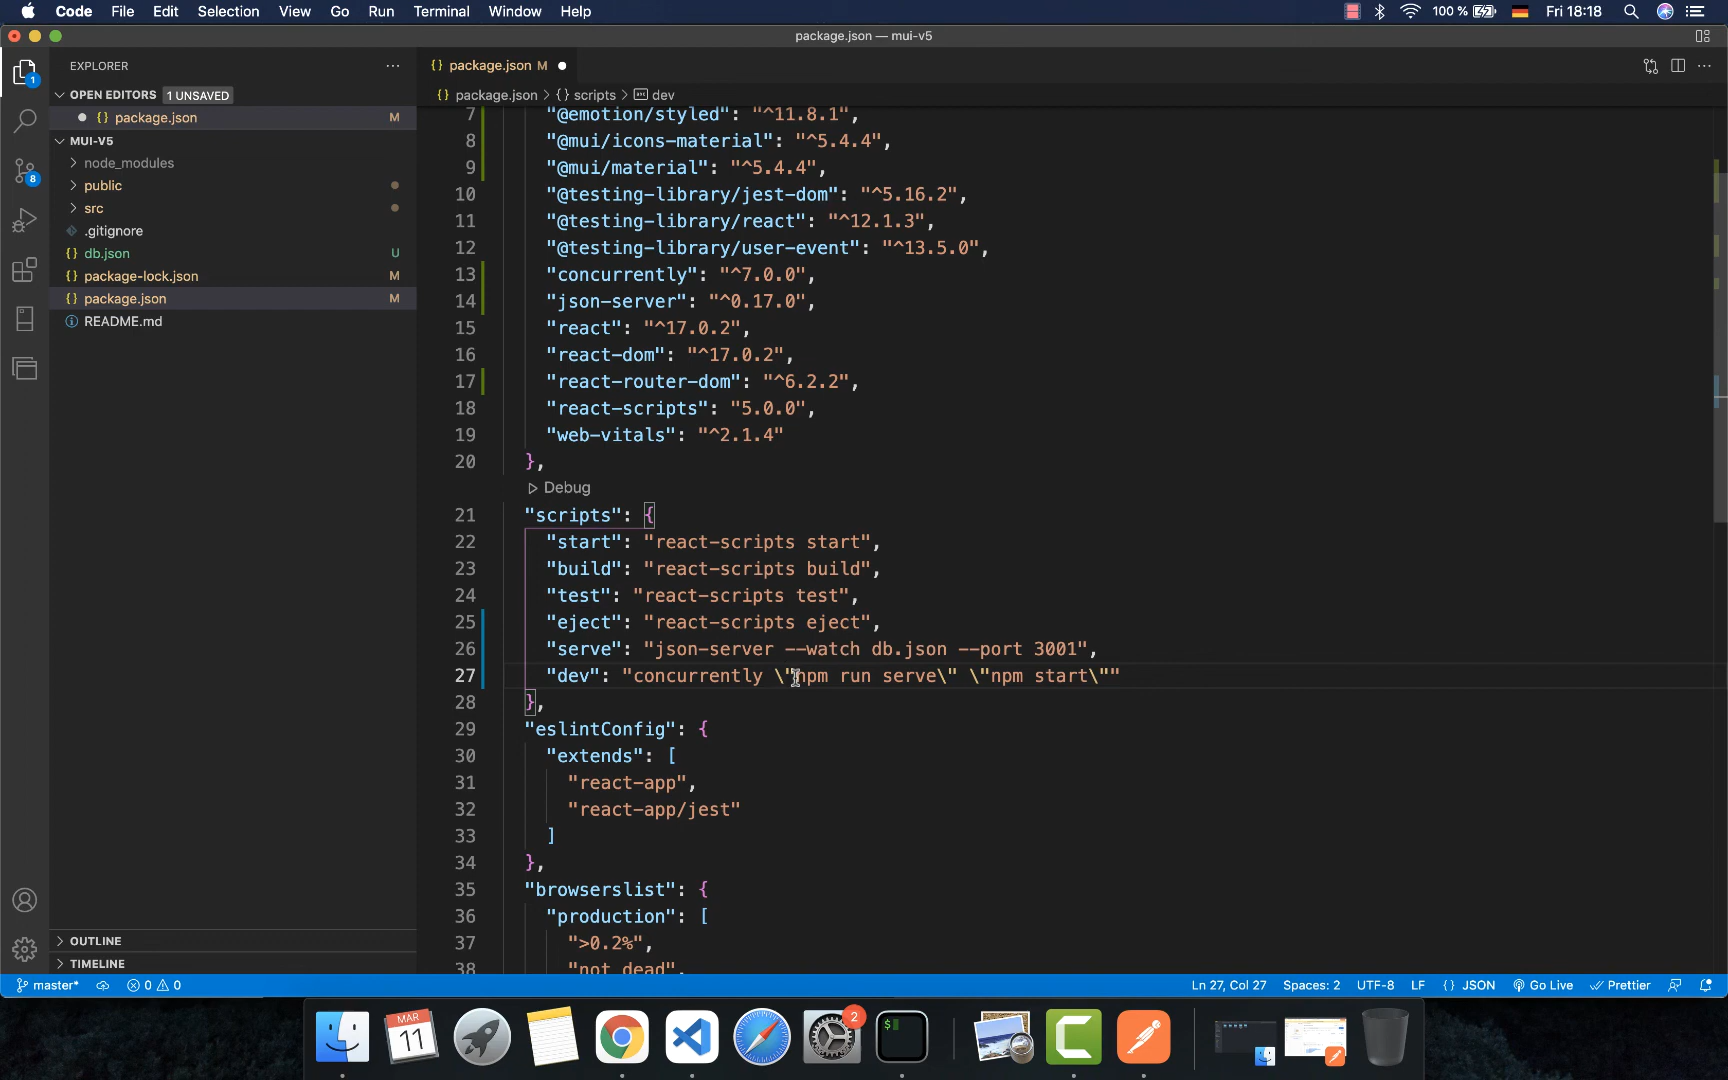 Code File Edit Selection View Go Run Terminal Window Help 100 % Fri 18:18
package.json — mui-v5
EXPLORER
OPEN EDITORS 1 UNSAVED
{} package.json M
MUI-V5
node_modules
public
src
.gitignore
{} db.json U
{} package-lock.json M
{} package.json M
README.md
OUTLINE
TIMELINE
{} package.json M
{} package.json > {} scripts > abc dev
7 "@emotion/styled": "^11.8.1",
8 "@mui/icons-material": "^5.4.4",
9 "@mui/material": "^5.4.4",
10 "@testing-library/jest-dom": "^5.16.2",
11 "@testing-library/react": "^12.1.3",
12 "@testing-library/user-event": "^13.5.0",
13 "concurrently": "^7.0.0",
14 "json-server": "^0.17.0",
15 "react": "^17.0.2",
16 "react-dom": "^17.0.2",
17 "react-router-dom": "^6.2.2",
18 "react-scripts": "5.0.0",
19 "web-vitals": "^2.1.4"
20 },
Debug
21 "scripts": {
22 "start": "react-scripts start",
23 "build": "react-scripts build",
24 "test": "react-scripts test",
25 "eject": "react-scripts eject",
26 "serve": "json-server --watch db.json --port 3001",
27 "dev": "concurrently \"npm run serve\" \"npm start\""
28 },
29 "eslintConfig": {
30 "extends": [
31 "react-app",
32 "react-app/jest"
33 ]
34 },
35 "browserslist": {
36 "production": [
37 ">0.2%",
38 "not dead",
1
8
master* 0 0 Ln 27, Col 27 Spaces: 2 UTF-8 LF {} JSON Go Live Prettier
MAR
11
2
$